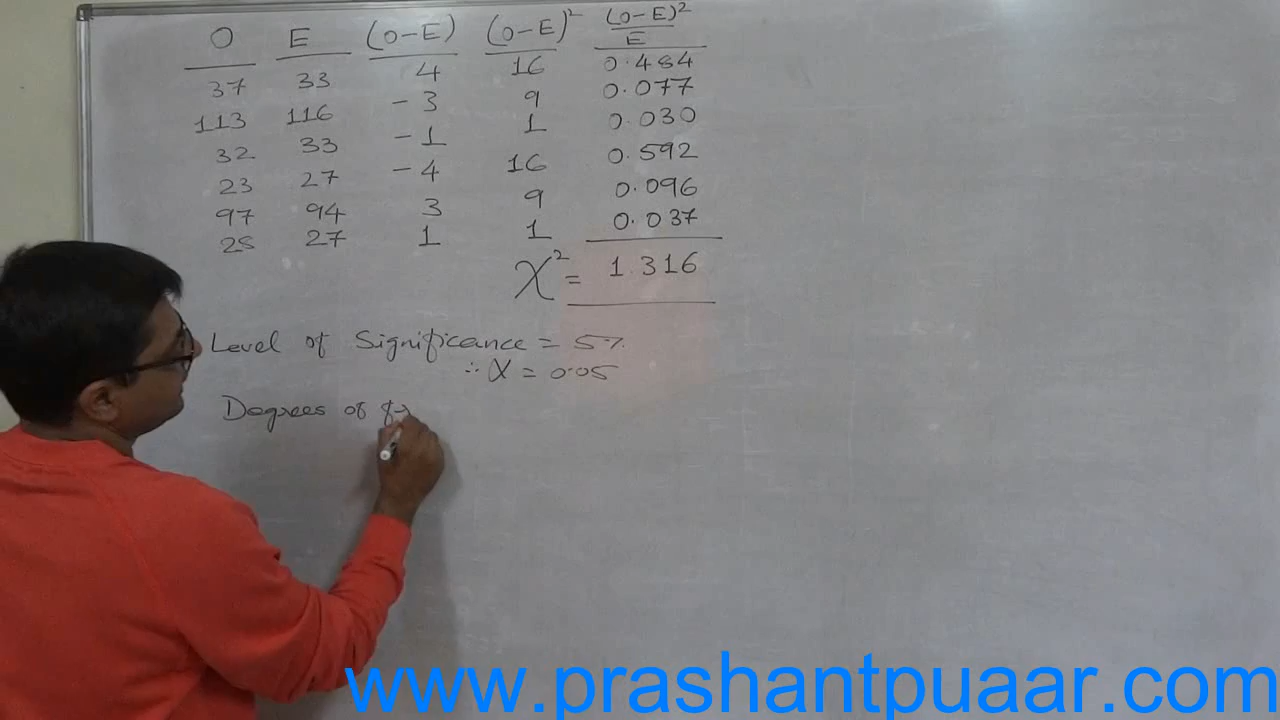 O E (O-E) (O-E)² (O-E)²/E
37 33 4 16 0.484
113 116 -3 9 0.077
32 33 -1 1 0.030
23 27 -4 16 0.592
97 94 3 9 0.096
28 27 1 1 0.037
χ² = 1.316
Level of Significance = 5%
∴ α = 0.05
Degrees of
www.prashantpuaar.com